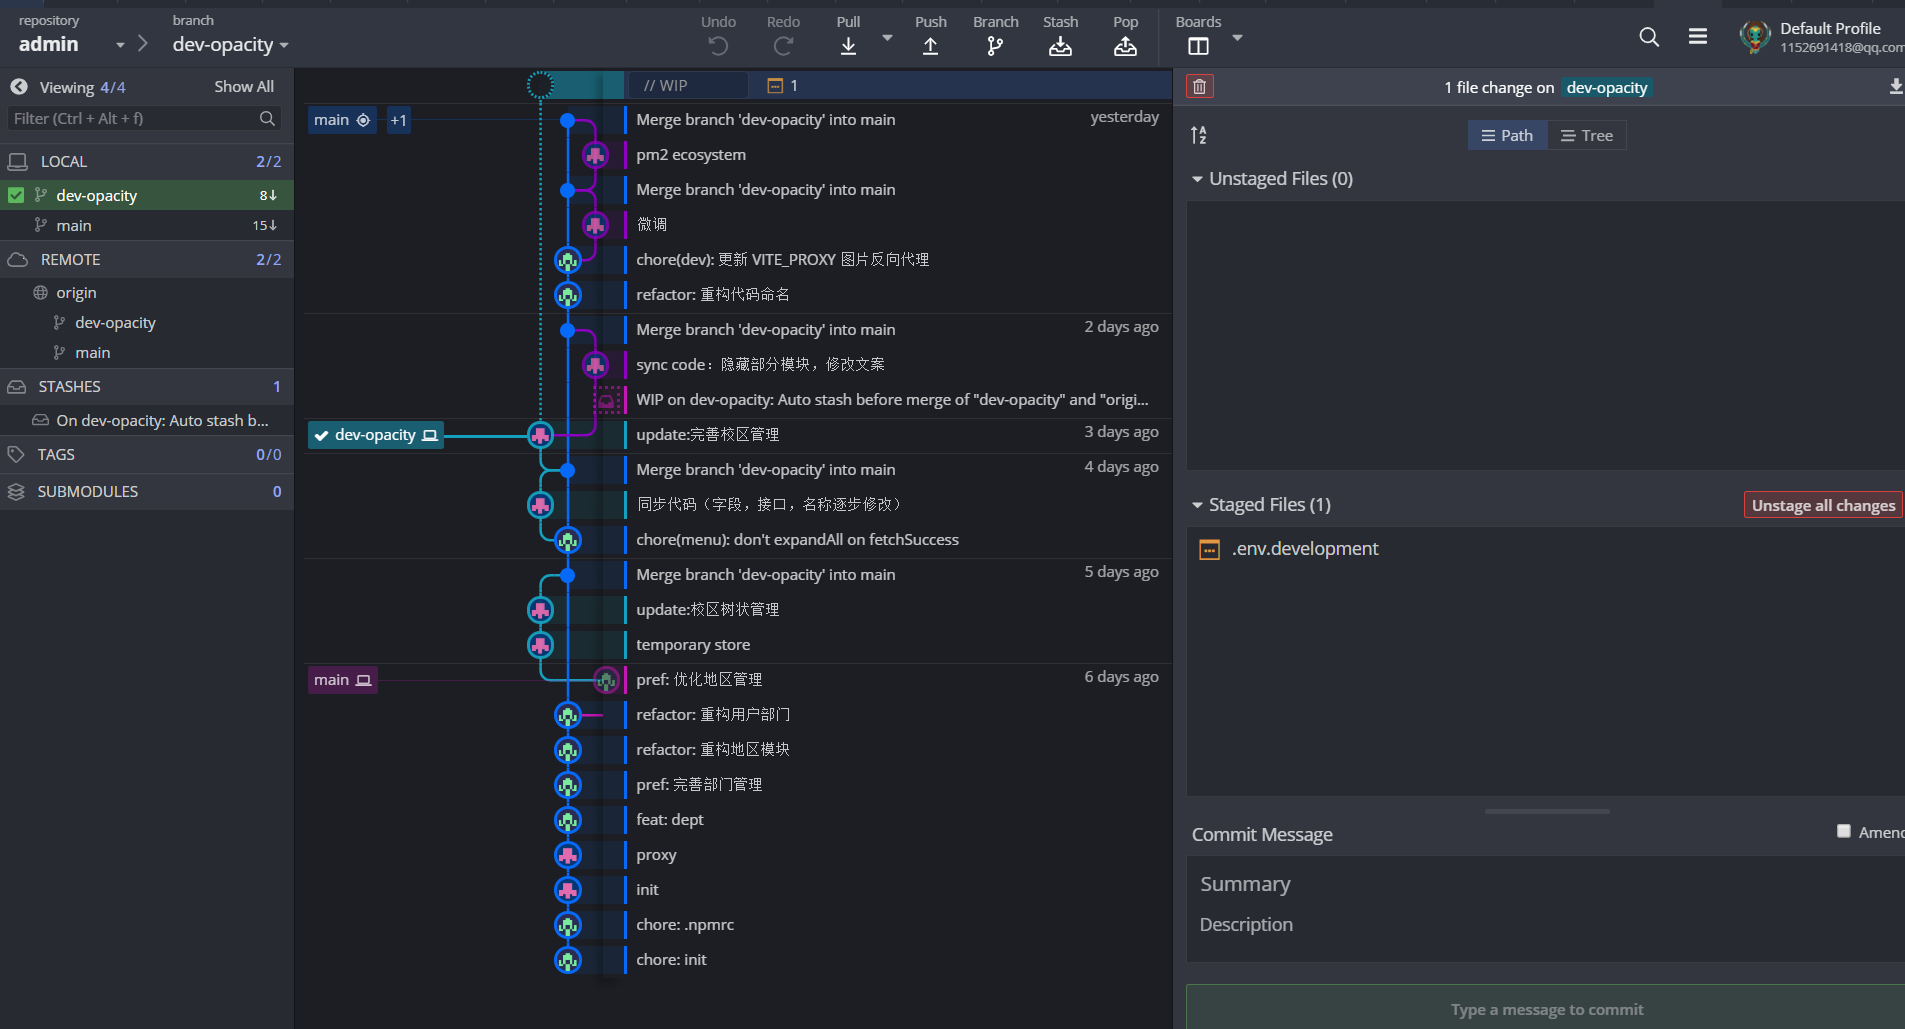 repository
admin
branch
dev-opacity
Undo
Redo
Pull
Push
Branch
Stash
Pop
Boards
Default Profile
1152691418@qq.com
Viewing 4/4
Show All
Filter (Ctrl + Alt + f)
LOCAL 2/2
dev-opacity 8↓
main 15↓
REMOTE 2/2
origin
dev-opacity
main
STASHES 1
On dev-opacity: Auto stash b...
TAGS 0/0
SUBMODULES 0
// WIP 1
main +1 Merge branch 'dev-opacity' into main yesterday
pm2 ecosystem
Merge branch 'dev-opacity' into main
微调
chore(dev): 更新 VITE_PROXY 图片反向代理
refactor: 重构代码命名
Merge branch 'dev-opacity' into main 2 days ago
sync code：隐藏部分模块，修改文案
WIP on dev-opacity: Auto stash before merge of "dev-opacity" and "origi...
dev-opacity update:完善校区管理 3 days ago
Merge branch 'dev-opacity' into main 4 days ago
同步代码（字段，接口，名称逐步修改）
chore(menu): don't expandAll on fetchSuccess
Merge branch 'dev-opacity' into main 5 days ago
update:校区树状管理
temporary store
main pref: 优化地区管理 6 days ago
refactor: 重构用户部门
refactor: 重构地区模块
pref: 完善部门管理
feat: dept
proxy
init
chore: .npmrc
chore: init
1 file change on dev-opacity
Path Tree
Unstaged Files (0)
Staged Files (1)
Unstage all changes
.env.development
Commit Message
Amend
Summary
Description
Type a message to commit